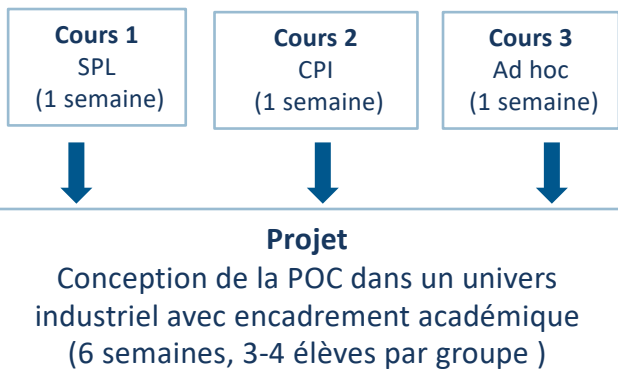 Cours 1
SPL
(1 semaine)
Cours 2
CPI
(1 semaine)
Cours 3
Ad hoc
(1 semaine)
Projet
Conception de la POC dans un univers
industriel avec encadrement académique
(6 semaines, 3-4 élèves par groupe )